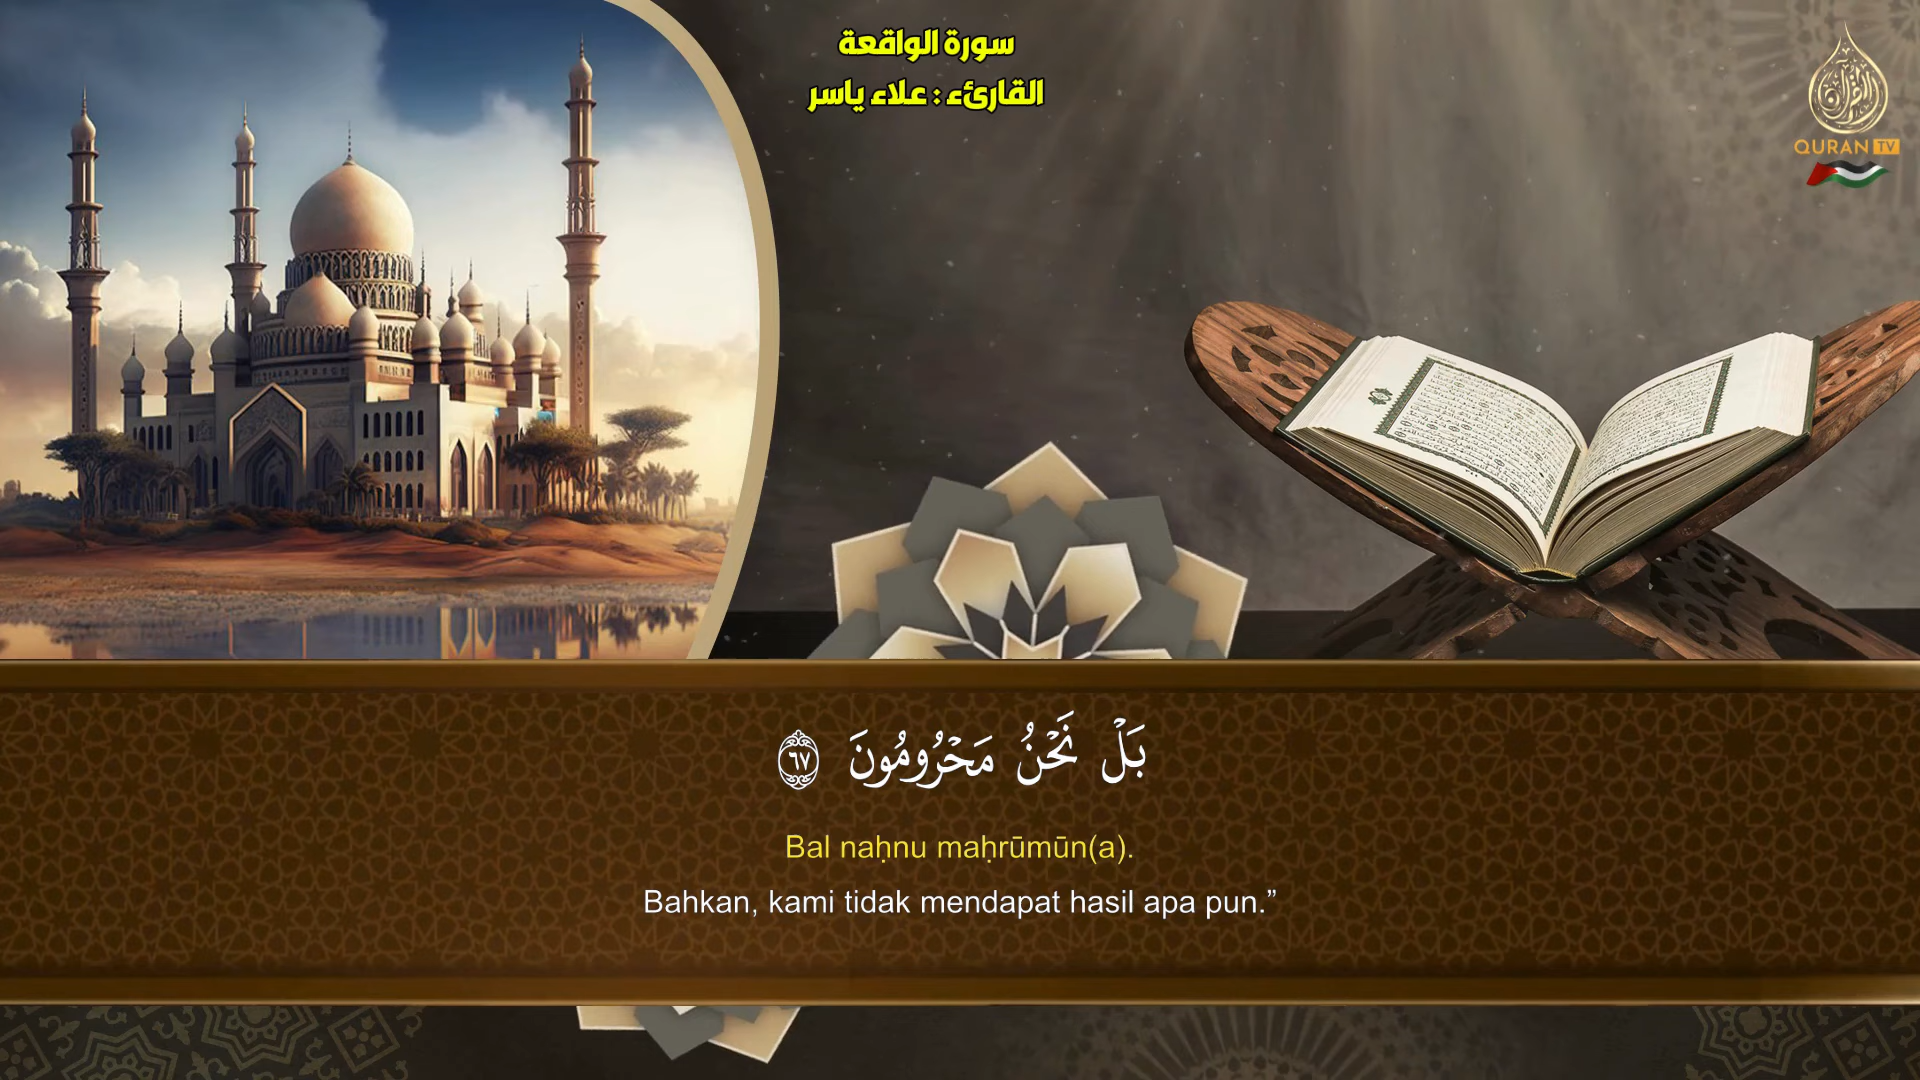 سورة الواقعة
القارئء : علاء ياسر
QURAN TV
بَلْ نَحْنُ مَحْرُومُونَ ٦٧
Bal naḥnu maḥrūmūn(a).
Bahkan, kami tidak mendapat hasil apa pun.”